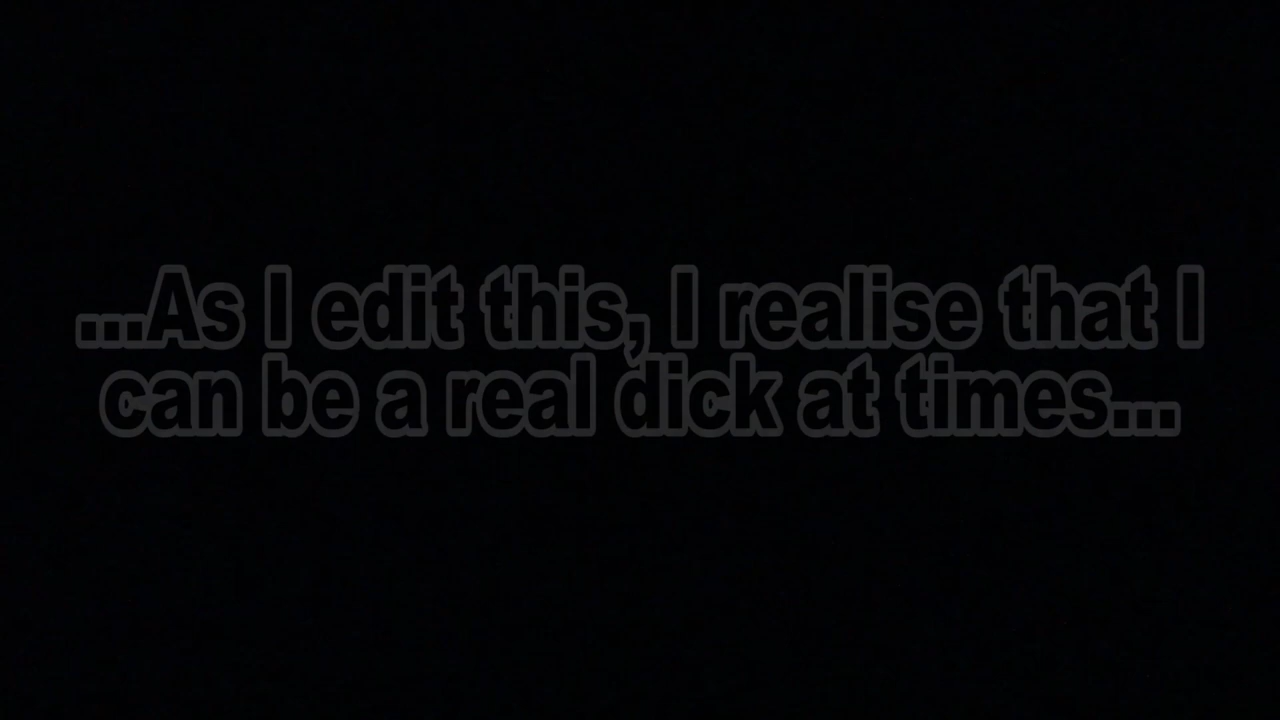 ...As I edit this, I realise that I
can be a real dick at times...